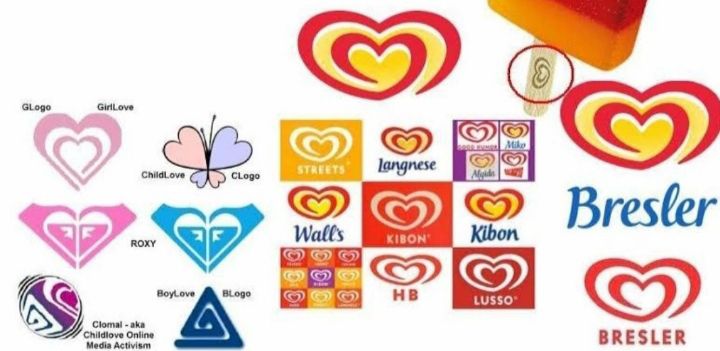 GLogo
GirlLove
ChildLove
CLogo
ROXY
BoyLove
BLogo
Clomal - aka
Childlove Online
Media Activism
STREETS
Langnese
GOOD HUMOR
Miko
Algida
Wall's
KIBON
Kibon
HB
LUSSO
Bresler
BRESLER